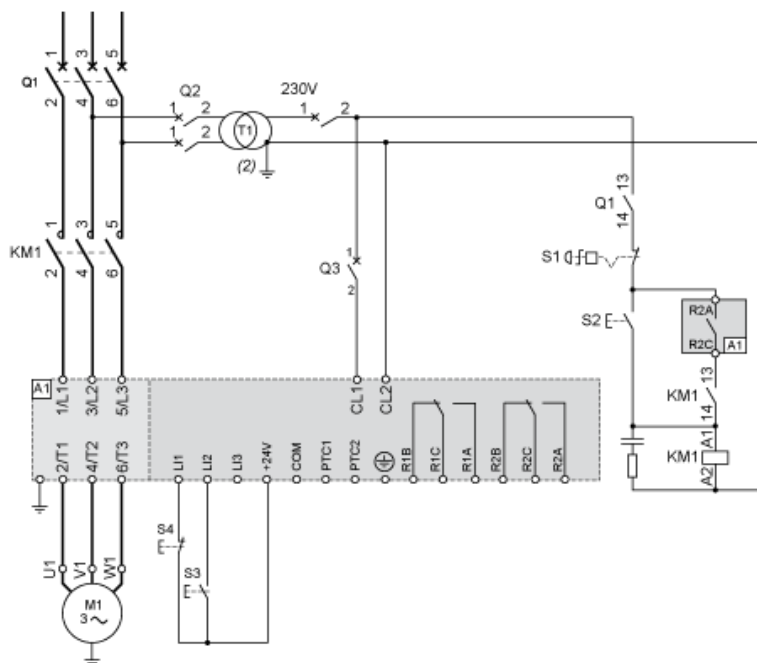 1 3 5
Q1
2 4 6
Q2
1 2
1 2
T1
(2)
230V
1 2
13
Q1
14
1 3 5
KM1
2 4 6
1
Q3
2
S1
S2
R2A
R2C
A1
13
KM1
14
A1
KM1
A2
A1
1/L1 3/L2 5/L3
CL1 CL2
2/T1 4/T2 6/T3
LI1 LI2 LI3 +24V COM PTC1 PTC2 R1B R1C R1A R2B R2C R2A
S4
S3
U1 V1 W1
M1
3